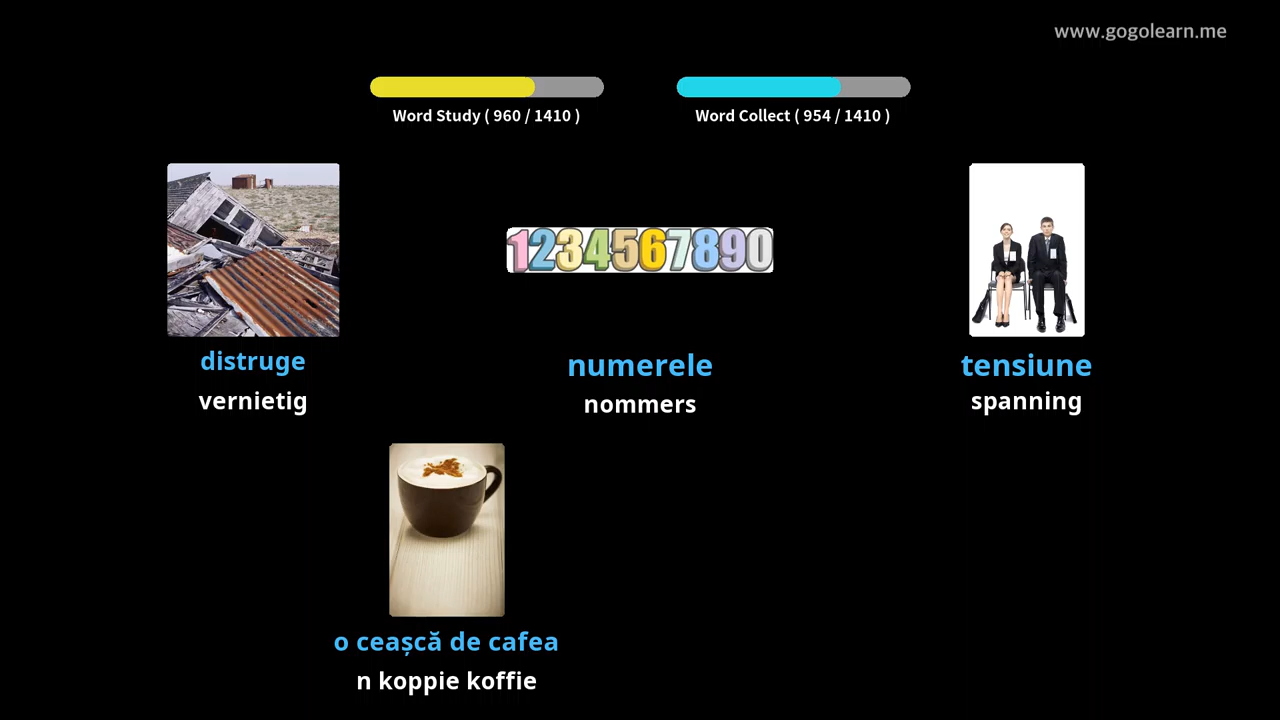 www.gogolearn.me
Word Study ( 960 / 1410 )
Word Collect ( 954 / 1410 )
1234567890
distruge
vernietig
numerele
nommers
tensiune
spanning
o ceașcă de cafea
n koppie koffie